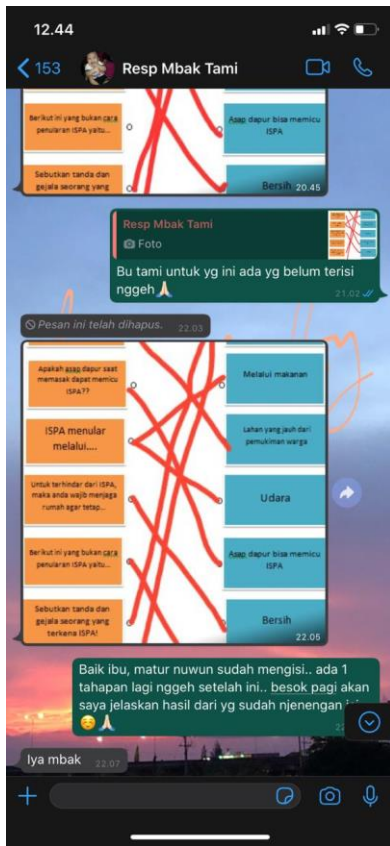 12.44
153
Resp Mbak Tami
Berikut ini yang bukan cara
penularan ISPA yaitu...
Asap dapur bisa memicu
ISPA
Sebutkan tanda dan
gejala seorang yang
Bersih
20.45
Resp Mbak Tami
Foto
Bu tami untuk yg ini ada yg belum terisi
nggeh🙏🏻
21.02
Pesan ini telah dihapus. 22.03
Apakah asap dapur saat
memasak dapat memicu
ISPA??
Melalui makanan
ISPA menular
melalui....
Lahan yang jauh dari
pemukiman warga
Untuk terhindar dari ISPA,
maka anda wajib menjaga
rumah agar tetap...
Udara
Berikut ini yang bukan cara
penularan ISPA yaitu...
Asap dapur bisa memicu
ISPA
Sebutkan tanda dan
gejala seorang yang
terkena ISPA!
Bersih
22.05
Baik ibu, matur nuwun sudah mengisi.. ada 1
tahapan lagi nggeh setelah ini.. besok pagi akan
saya jelaskan hasil dari yg sudah njenengan
☺️🙏🏻
Iya mbak 22.07